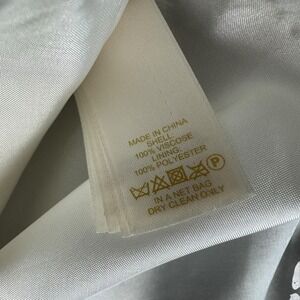 MADE IN CHINA
SHELL:
100% VISCOSE
LINING:
100% POLYESTER
P
IN A NET BAG
DRY CLEAN ONLY